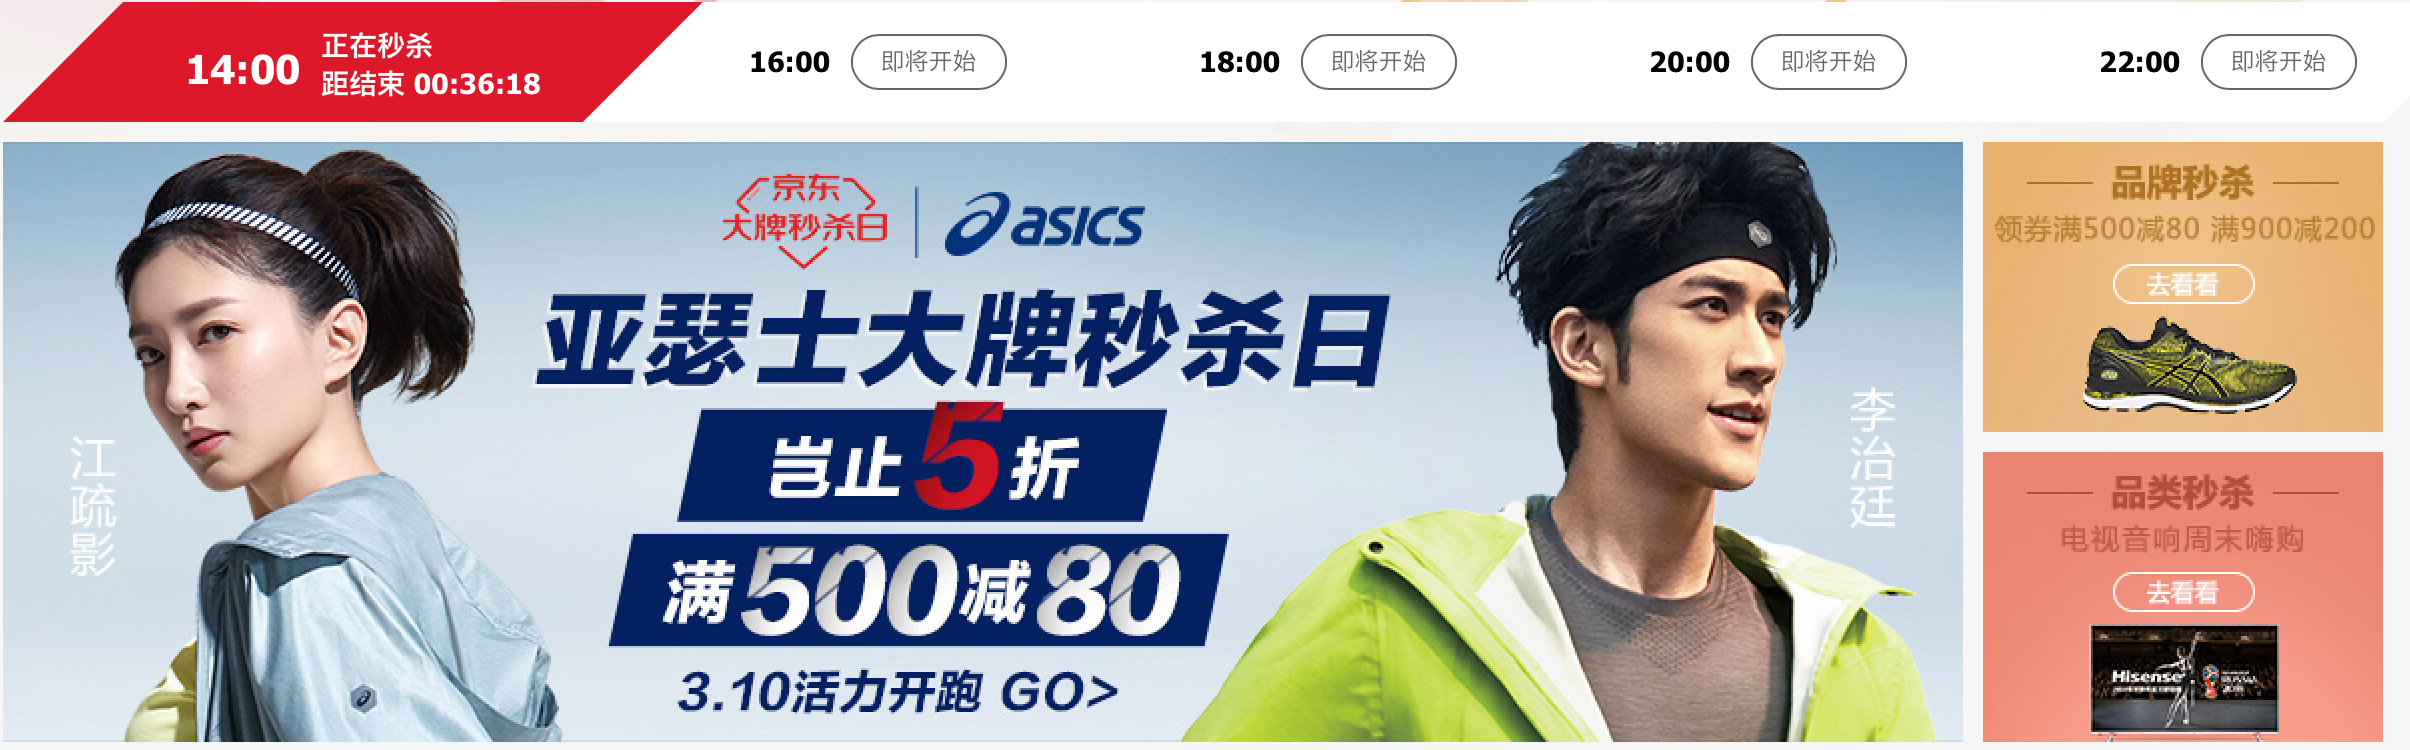 14:00
正在秒杀
距结束 00:36:18
16:00 即将开始
18:00 即将开始
20:00 即将开始
22:00 即将开始
京东
大牌秒杀日
asics
亚瑟士大牌秒杀日
岂止5折
满500减80
3.10活力开跑 GO>
江疏影
李治廷
品牌秒杀
领券满500减80 满900减200
去看看
品类秒杀
电视音响周末嗨购
去看看
Hisense